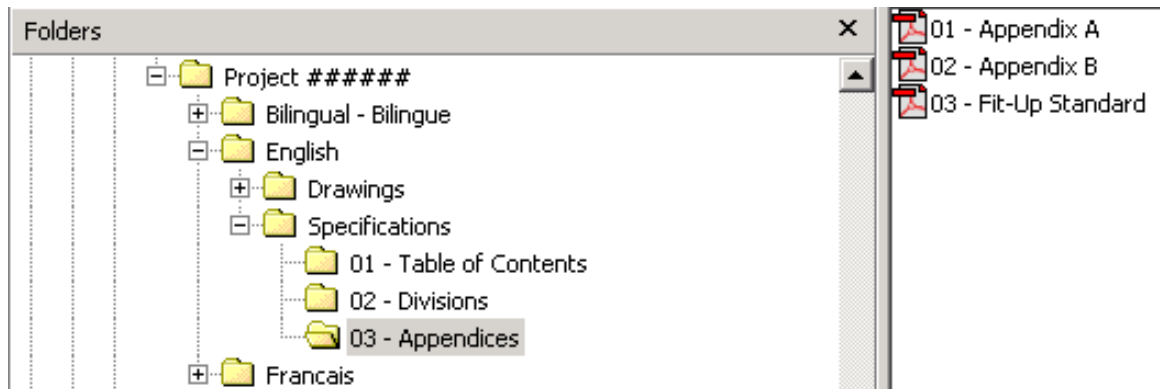 Folders
Project ######
Bilingual - Bilingue
English
Drawings
Specifications
01 - Table of Contents
02 - Divisions
03 - Appendices
Francais
01 - Appendix A
02 - Appendix B
03 - Fit-Up Standard